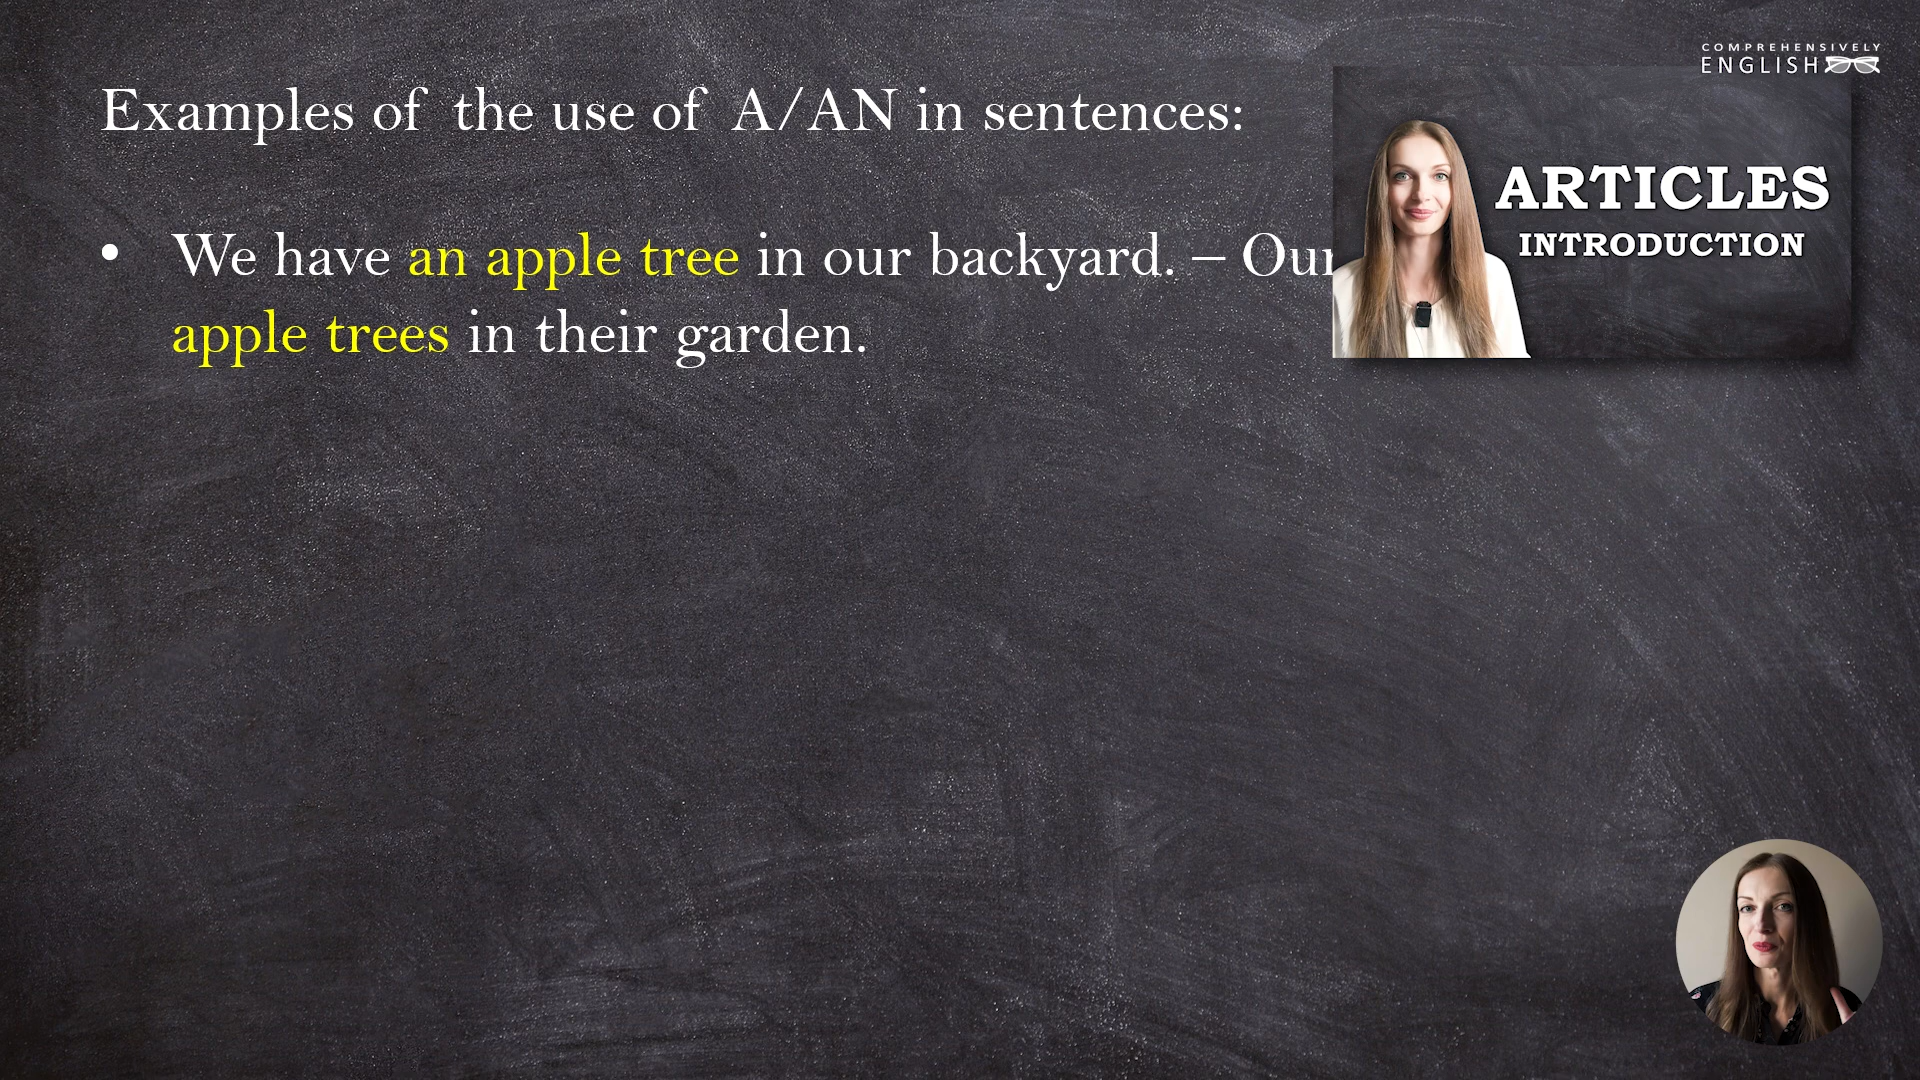 COMPREHENSIVELY
ENGLISH
Examples of the use of A/AN in sentences:
ARTICLES
INTRODUCTION
• We have an apple tree in our backyard. – Our
apple trees in their garden.